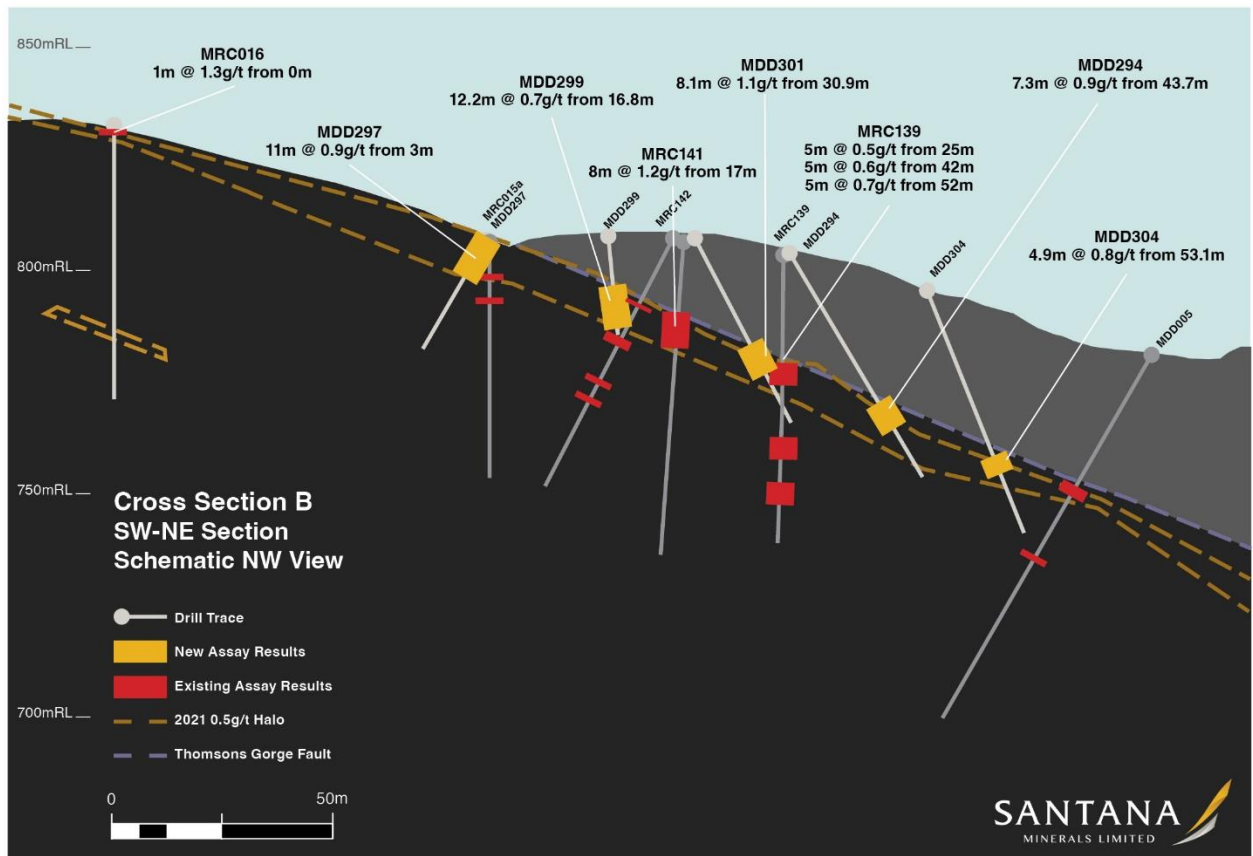 850mRL
MRC016
1m @ 1.3g/t from 0m
MDD299
12.2m @ 0.7g/t from 16.8m
MDD301
8.1m @ 1.1g/t from 30.9m
MDD294
7.3m @ 0.9g/t from 43.7m
MDD297
11m @ 0.9g/t from 3m
MRC141
8m @ 1.2g/t from 17m
MRC139
5m @ 0.5g/t from 25m
5m @ 0.6g/t from 42m
5m @ 0.7g/t from 52m
MDD304
4.9m @ 0.8g/t from 53.1m
MRC015a
MDD297
MDD299
MRC142
MRC139
MDD294
MDD304
MDD005
800mRL
750mRL
700mRL
Cross Section B
SW-NE Section
Schematic NW View
Drill Trace
New Assay Results
Existing Assay Results
2021 0.5g/t Halo
Thomsons Gorge Fault
0
50m
SANTANA
MINERALS LIMITED